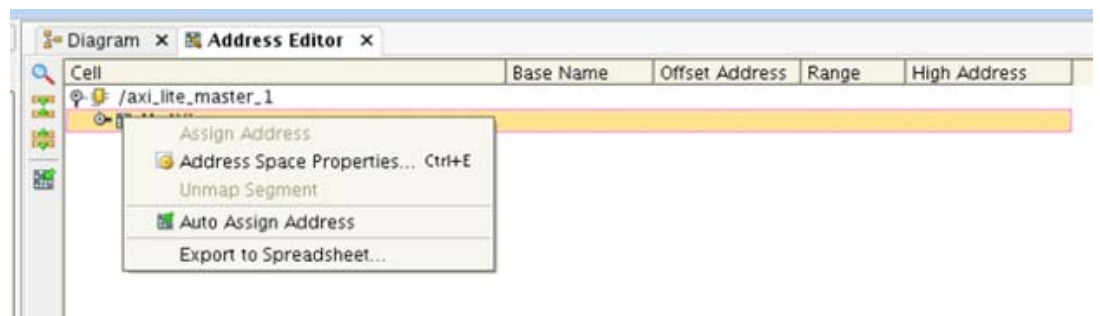 Diagram Address Editor
Cell Base Name Offset Address Range High Address
/axi_lite_master_1
Assign Address
Address Space Properties... Ctrl+E
Unmap Segment
Auto Assign Address
Export to Spreadsheet...